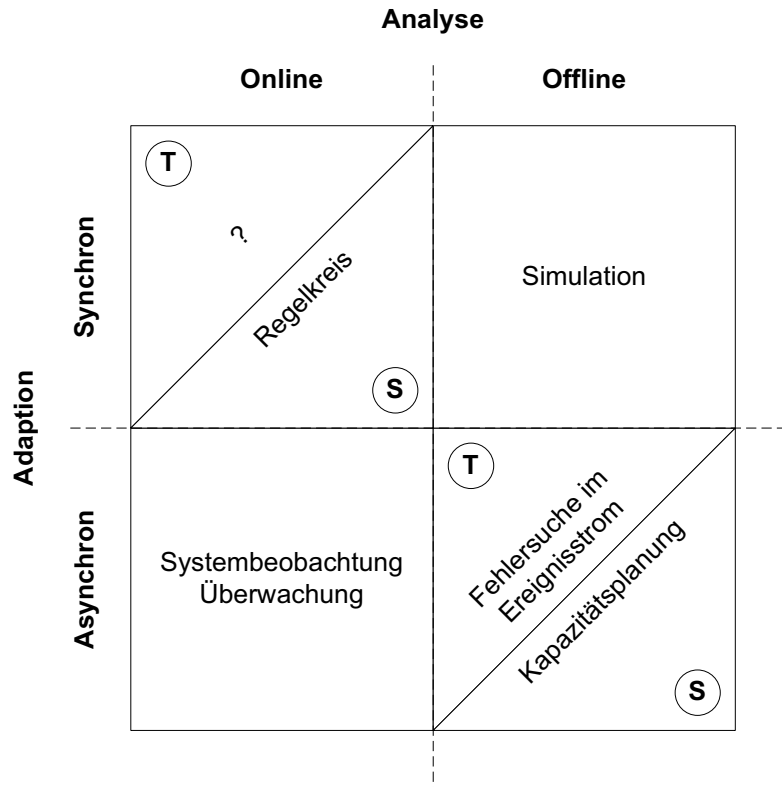 Analyse
Online
Offline
Adaption
Synchron
T
?
Regelkreis
S
Simulation
Asynchron
Systembeobachtung
Überwachung
T
Fehlersuche im
Ereignisstrom
Kapazitätsplanung
S